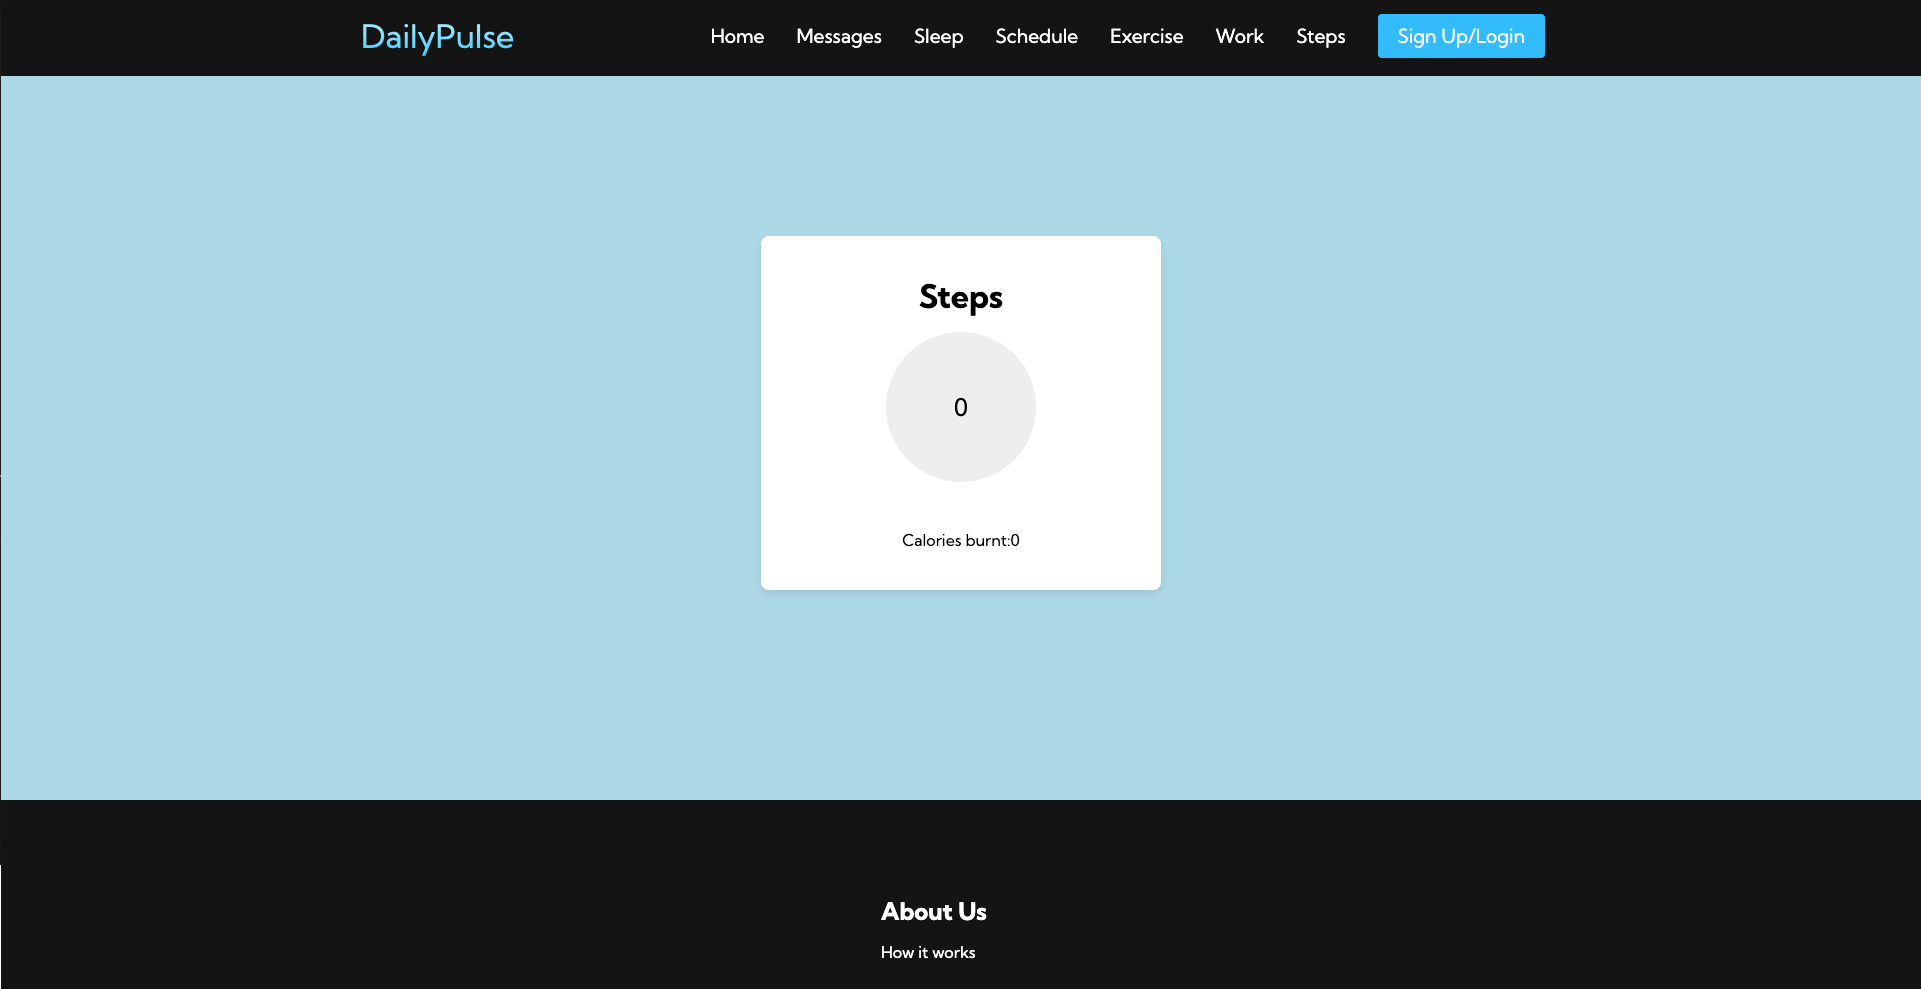 DailyPulse
Home Messages Sleep Schedule Exercise Work Steps Sign Up/Login
Steps
0
Calories burnt:0
About Us
How it works